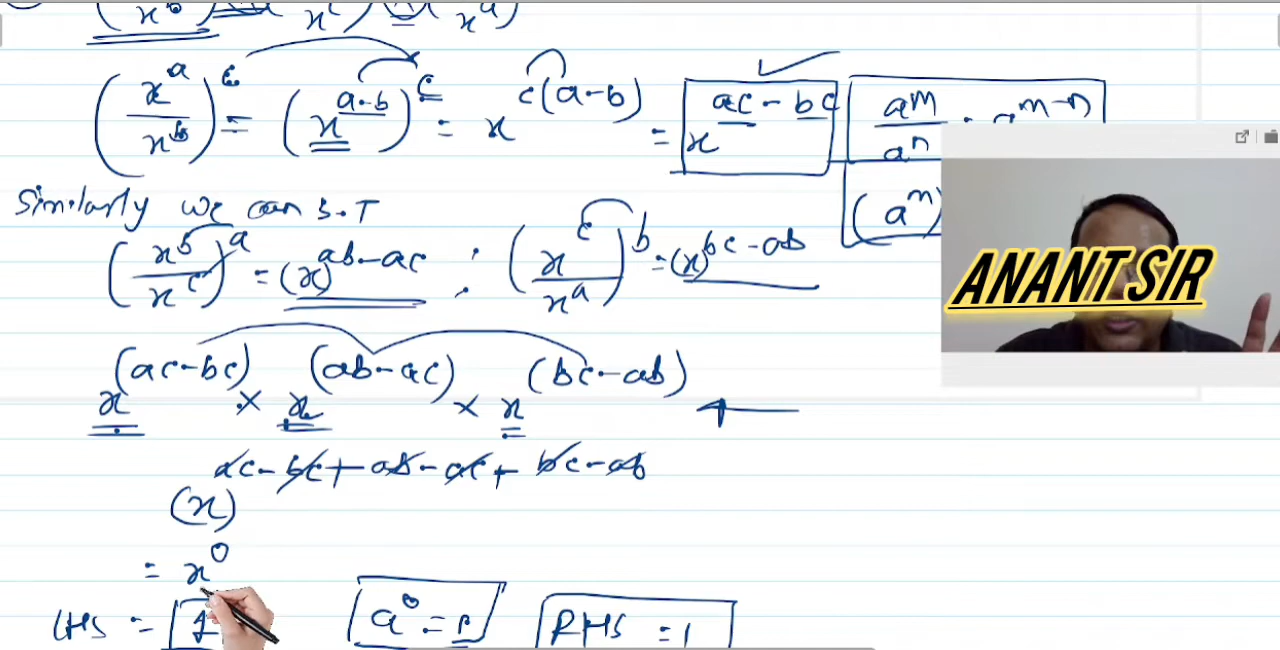 (x^b) (x^c) (x^a)
(x^a/x^b)^c = (x^(a-b))^c = x^(c(a-b)) = x^(ac-bc) a^m/a^n = a^(m-n)
(a^m)
Similarly we can S.T
(x^b/x^c)^a = (x)^(ab-ac) ; (x^c/x^a)^b = (x)^(bc-ab)
ANANT SIR
x^(ac-bc) × x^(ab-ac) × x^(bc-ab)
(x)^(ac-bc+ab-ac+bc-ab)
= x^0
LHS = 1 a^0 = 1 RHS = 1